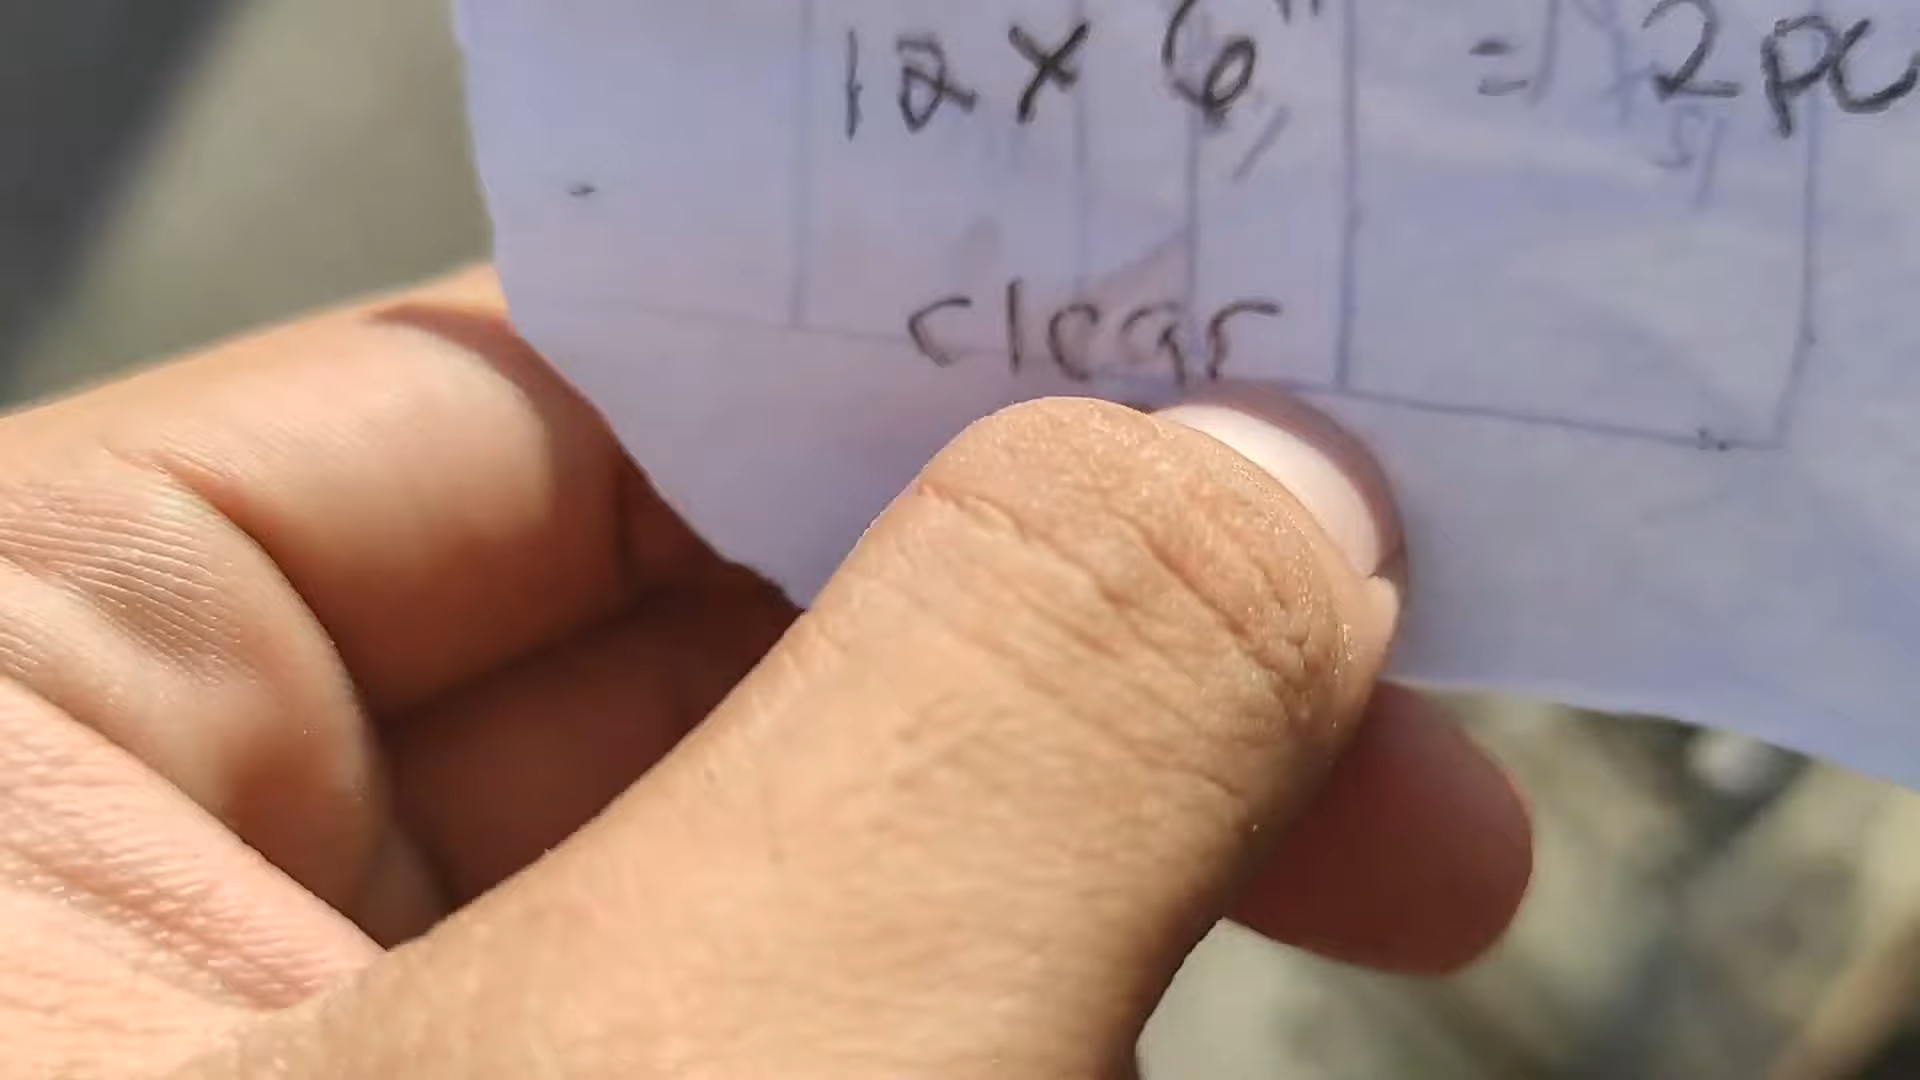 12 x 6" = 2pc
clear